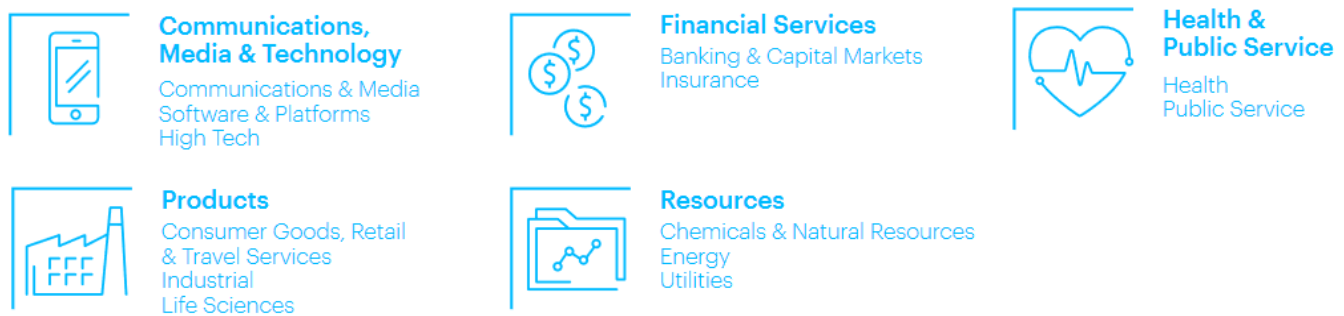 Communications,
Media & Technology
Communications & Media
Software & Platforms
High Tech
Financial Services
Banking & Capital Markets
Insurance
Health &
Public Service
Health
Public Service
Products
Consumer Goods, Retail
& Travel Services
Industrial
Life Sciences
Resources
Chemicals & Natural Resources
Energy
Utilities